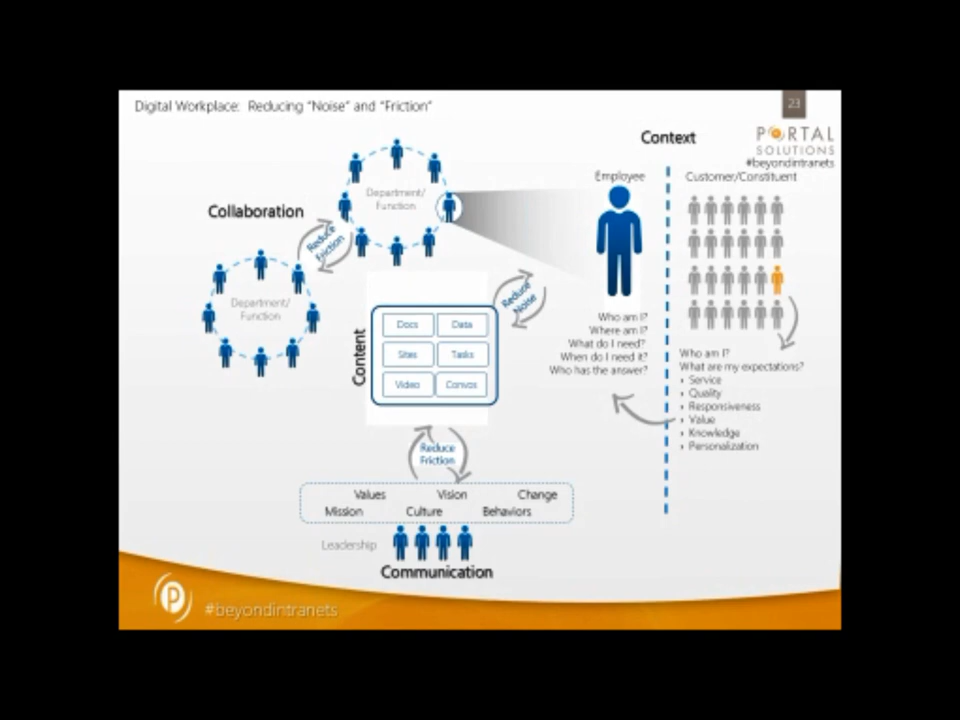 Digital Workplace: Reducing "Noise" and "Friction"
23
PORTAL
SOLUTIONS
#beyondintranets
Context
Employee
Customer/Constituent
Collaboration
Department/
Function
Reduce
Friction
Department/
Function
Reduce
Noise
Content
Docs
Data
Sites
Tasks
Video
Convos
Who am I?
Where am I?
What do I need?
When do I need it?
Who has the answer?
Who am I?
What are my expectations?
› Service
› Quality
› Responsiveness
› Value
› Knowledge
› Personalization
Reduce
Friction
Values Vision Change
Mission Culture Behaviors
Leadership
Communication
P
#beyondintranets